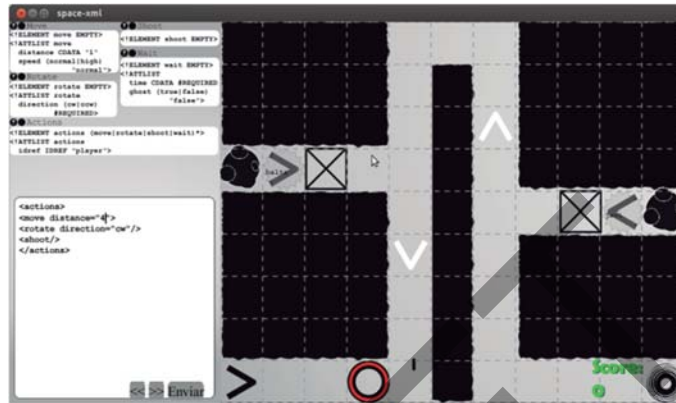 space-xml
Move
<!ELEMENT move EMPTY>
<!ATTLIST move
distance CDATA "1"
speed (normal|high)
"normal">
Rotate
<!ELEMENT rotate EMPTY>
<!ATTLIST rotate
direction (cw|ccw)
#REQUIRED>
Shoot
<!ELEMENT shoot EMPTY>
Wait
<!ELEMENT wait EMPTY>
<!ATTLIST
time CDATA #REQUIRED
ghost (true|false)
"false">
Actions
<!ELEMENT actions (move|rotate|shoot|wait)*>
<!ATTLIST actions
idref IDREF "player">
<actions>
<move distance="4">
<rotate direction="cw"/>
<shoot/>
</actions>
<< >> Enviar
Score:
0